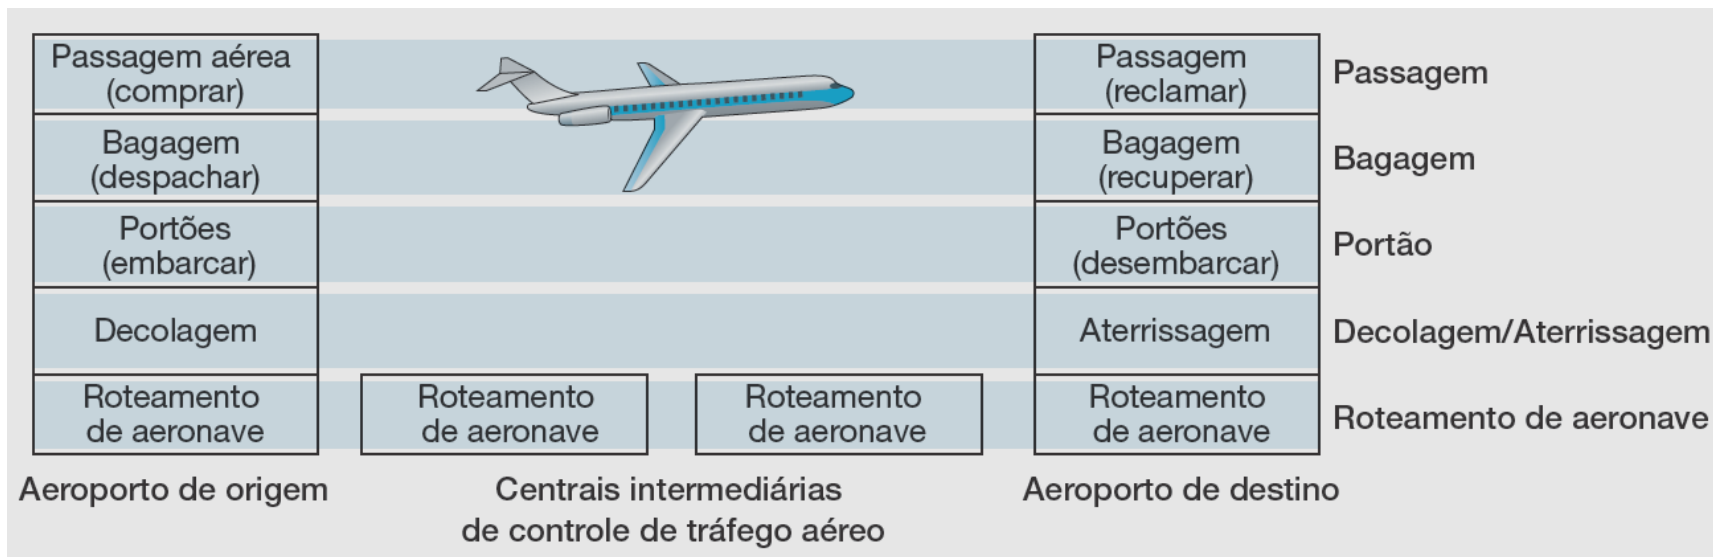 Passagem aérea
(comprar)
Passagem
(reclamar)
Passagem
Bagagem
(despachar)
Bagagem
(recuperar)
Bagagem
Portões
(embarcar)
Portões
(desembarcar)
Portão
Decolagem
Aterrissagem
Decolagem/Aterrissagem
Roteamento
de aeronave
Roteamento
de aeronave
Roteamento
de aeronave
Roteamento
de aeronave
Roteamento de aeronave
Aeroporto de origem
Centrais intermediárias
de controle de tráfego aéreo
Aeroporto de destino